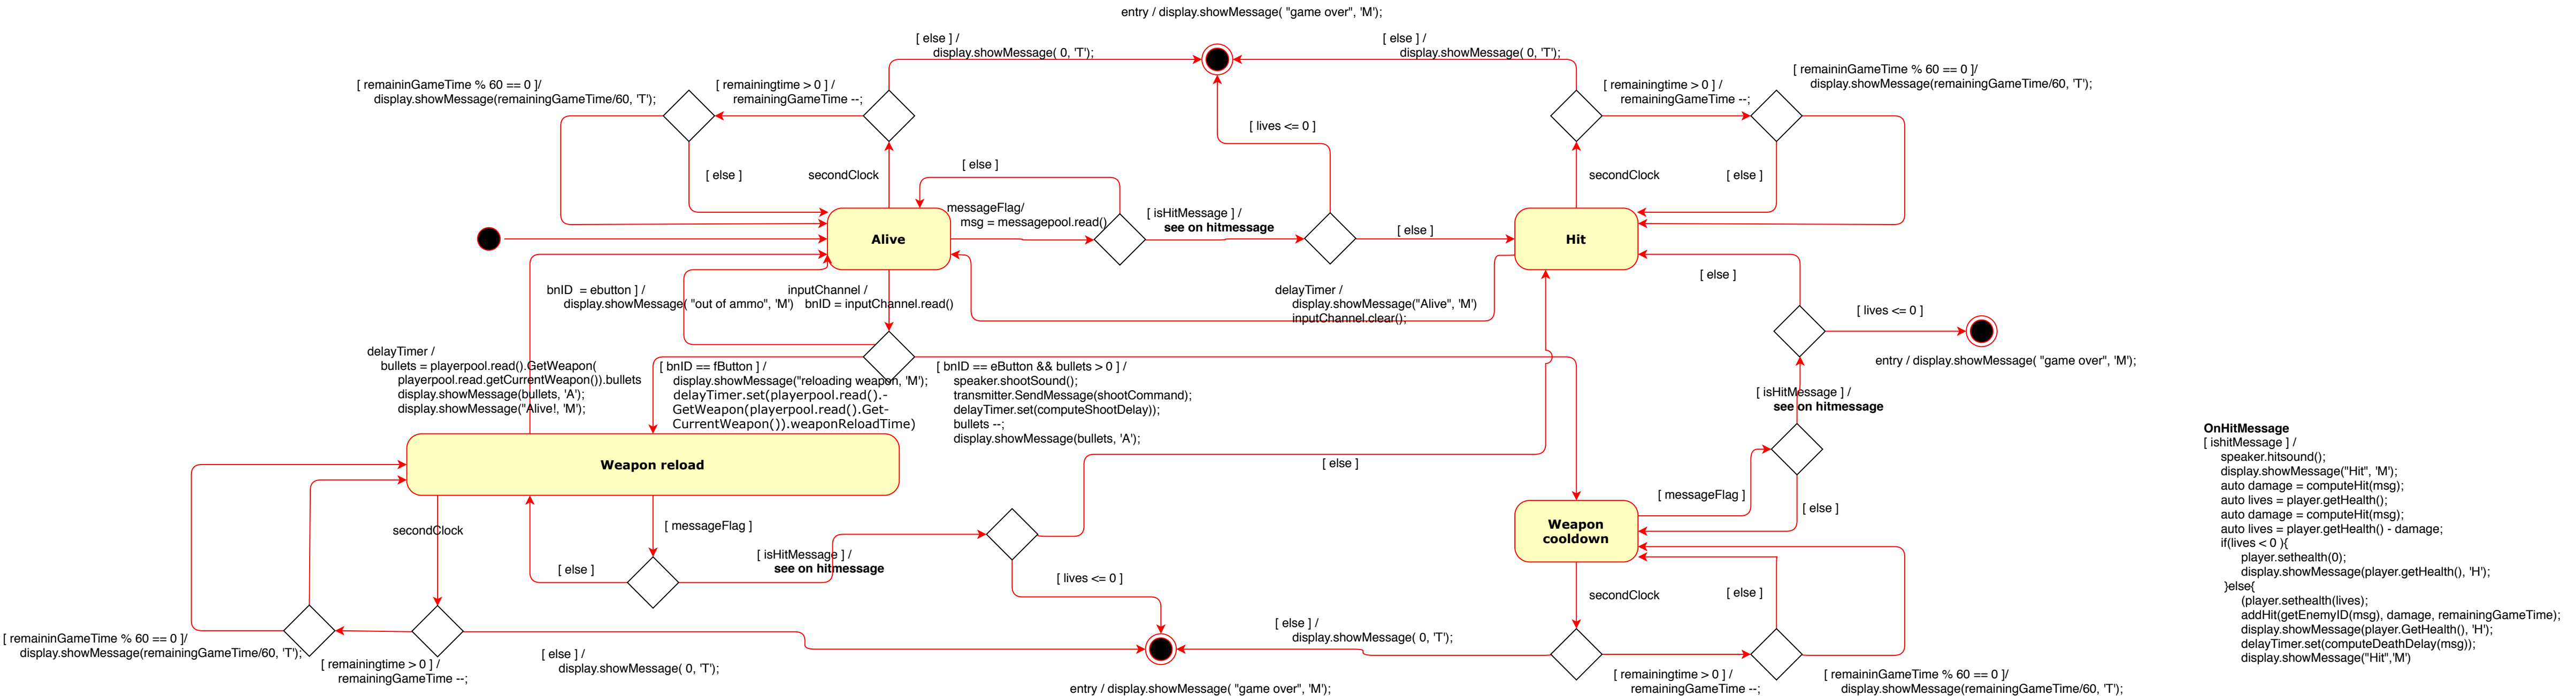 entry / display.showMessage( "game over", 'M');
[ else ] /
display.showMessage( 0, 'T');
[ else ] /
display.showMessage( 0, 'T');
[ remaininGameTime % 60 == 0 ]/
display.showMessage(remainingGameTime/60, 'T');
[ remainingtime > 0 ] /
remainingGameTime --;
[ remainingtime > 0 ] /
remainingGameTime --;
[ remaininGameTime % 60 == 0 ]/
display.showMessage(remainingGameTime/60, 'T');
[ lives <= 0 ]
[ else ]
[ else ]
secondClock
secondClock
[ else ]
messageFlag/
msg = messagepool.read()
[ isHitMessage ] /
see on hitmessage
[ else ]
Alive
Hit
[ else ]
bnID  = ebutton ] /
display.showMessage( "out of ammo", 'M')
inputChannel /
bnID = inputChannel.read()
delayTimer /
display.showMessage("Alive", 'M')
inputChannel.clear();
[ lives <= 0 ]
entry / display.showMessage( "game over", 'M');
delayTimer /
bullets = playerpool.read().GetWeapon(
playerpool.read.getCurrentWeapon()).bullets
display.showMessage(bullets, 'A');
display.showMessage("Alive!, 'M');
[ bnID == fButton ] /
display.showMessage("reloading weapon, 'M');
delayTimer.set(playerpool.read().-
GetWeapon(playerpool.read().Get-
CurrentWeapon()).weaponReloadTime)
[ bnID == eButton && bullets > 0 ] /
speaker.shootSound();
transmitter.SendMessage(shootCommand);
delayTimer.set(computeShootDelay));
bullets --;
display.showMessage(bullets, 'A');
[ isHitMessage ] /
see on hitmessage
Weapon reload
[ else ]
[ messageFlag ]
[ else ]
Weapon
cooldown
secondClock
[ messageFlag ]
[ isHitMessage ] /
see on hitmessage
[ else ]
[ lives <= 0 ]
secondClock
[ else ]
[ remaininGameTime % 60 == 0 ]/
display.showMessage(remainingGameTime/60, 'T');
[ remainingtime > 0 ] /
remainingGameTime --;
[ else ] /
display.showMessage( 0, 'T');
[ else ] /
display.showMessage( 0, 'T');
[ remainingtime > 0 ] /
remainingGameTime --;
[ remaininGameTime % 60 == 0 ]/
display.showMessage(remainingGameTime/60, 'T');
entry / display.showMessage( "game over", 'M');
OnHitMessage
[ ishitMessage ] /
speaker.hitsound();
display.showMessage("Hit", 'M');
auto damage = computeHit(msg);
auto lives = player.getHealth();
auto damage = computeHit(msg);
auto lives = player.getHealth() - damage;
if(lives < 0 ){
player.sethealth(0);
display.showMessage(player.getHealth(), 'H');
}else{
(player.sethealth(lives);
addHit(getEnemyID(msg), damage, remainingGameTime);
display.showMessage(player.GetHealth(), 'H');
delayTimer.set(computeDeathDelay(msg));
display.showMessage("Hit",'M')